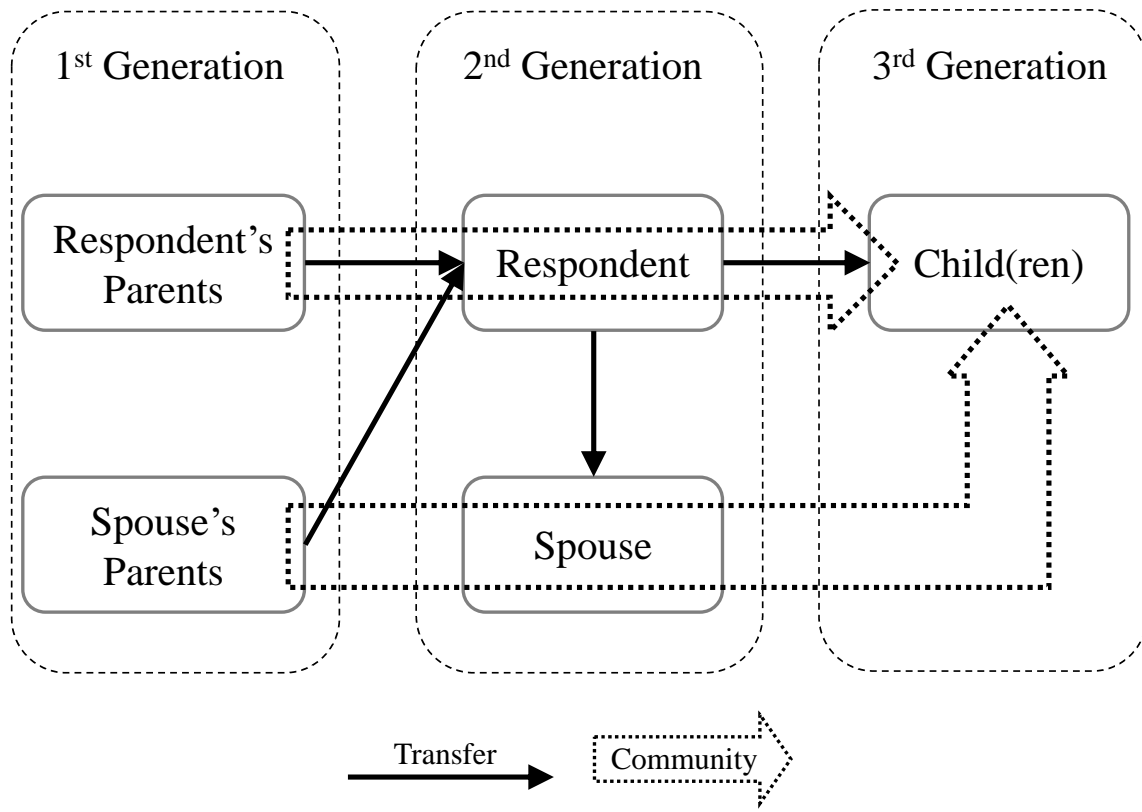 1st Generation
2nd Generation
3rd Generation
Respondent’s
Parents
Respondent
Child(ren)
Spouse’s
Parents
Spouse
Transfer
Community